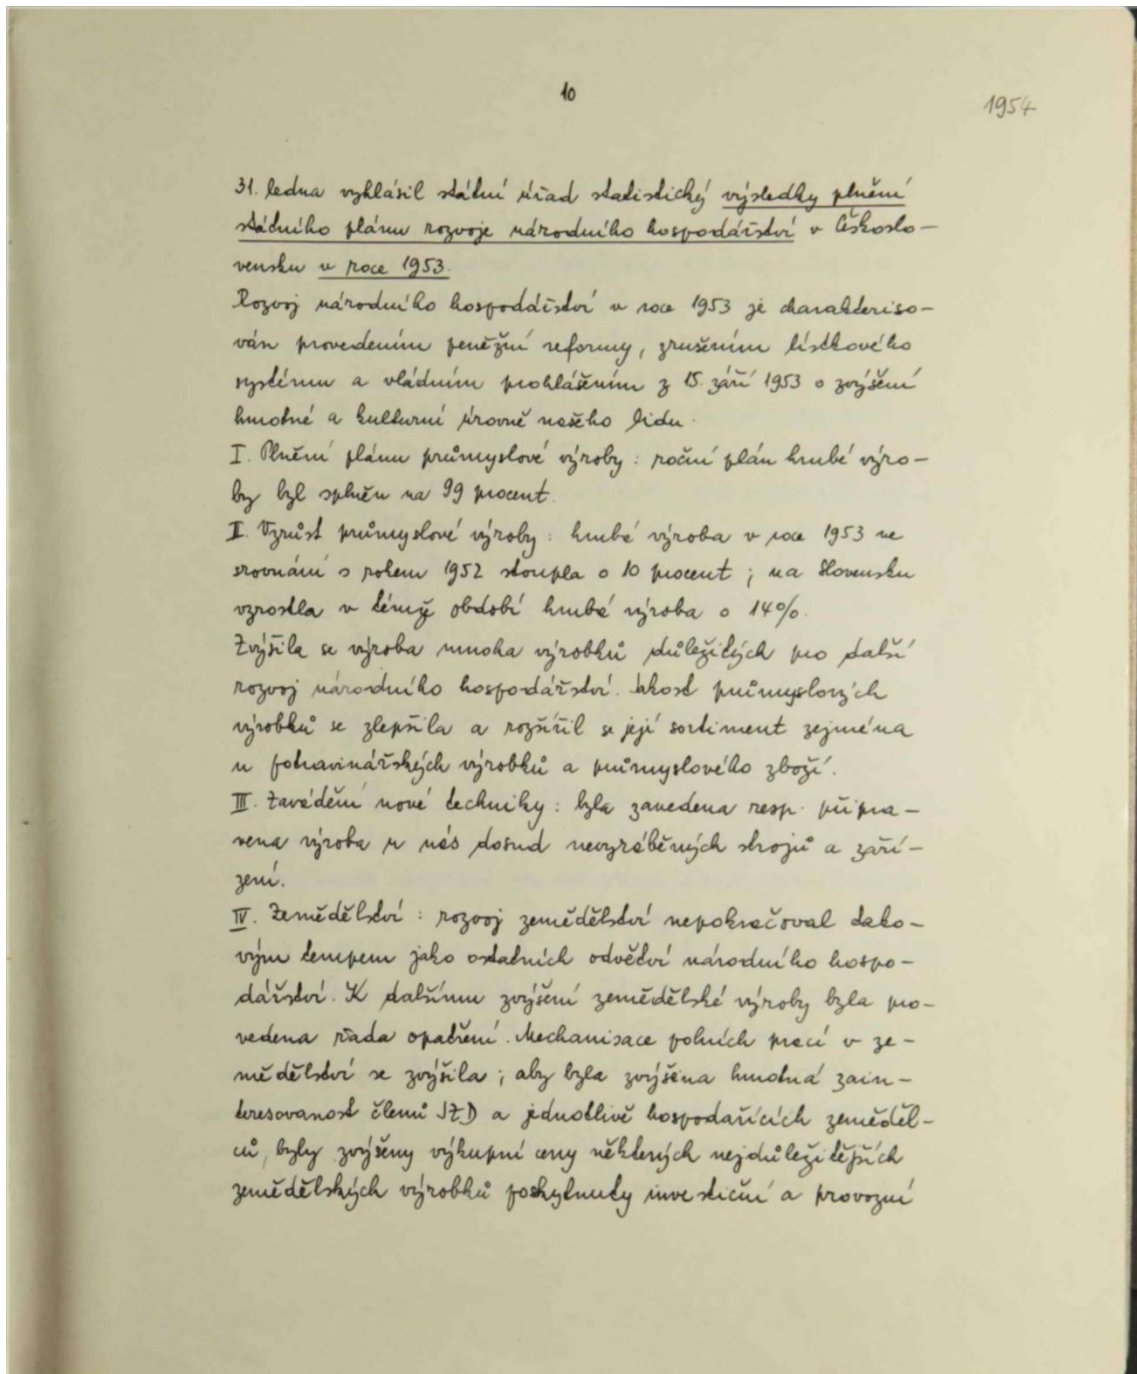 10
1954
31. ledna vyhlásil státní úřad statistický výsledky plnění
státního plánu rozvoje národního hospodářství v Českoslo-
vensku v roce 1953.
Rozvoj národního hospodářství v roce 1953 je charakteriso-
ván provedením peněžní reformy, zrušením lístkového
systému a vládním prohlášením z 15. září 1953 o zvýšení
hmotné a kulturní úrovně našeho lidu.
I. Plnění plánu průmyslové výroby: roční plán hrubé výro-
by byl splněn na 99 procent.
II. Vzrůst průmyslové výroby: hrubá výroba v roce 1953 ve
srovnání s rokem 1952 stoupla o 10 procent; na Slovensku
vzrostla v témže období hrubá výroba o 14%.
Zvýšila se výroba mnoha výrobků důležitých pro další
rozvoj národního hospodářství. Jakost průmyslových
výrobků se zlepšila a rozšířil se její sortiment zejména
u potravinářských výrobků a průmyslového zboží.
III. Zavádění nové techniky: byla zavedena resp. připra-
vena výroba u nás dosud nevyráběných strojů a zaří-
zení.
IV. Zemědělství: rozvoj zemědělství nepokračoval tako-
vým tempem jako ostatních odvětví národního hospo-
dářství. K dalšímu zvýšení zemědělské výroby byla pro-
vedena řada opatření. Mechanisace polních prací v ze-
mědělství se zvýšila; aby byla zvýšena hmotná zain-
teresovanost členů JZD a jednotlivě hospodařících zeměděl-
ců, byly zvýšeny výkupní ceny některých nejdůležitějších
zemědělských výrobků poskytnuty investiční a provozní